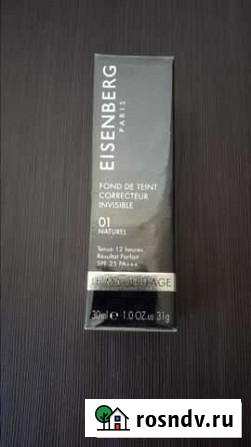 EISENBERG
PARIS
FOND DE TEINT
CORRECTEUR
INVISIBLE
01
NATUREL
Tenue 12 heures
Résultat Parfait
SPF 25 PA+++
LE MAQUILLAGE
30ml e 1.0 OZ.US 31g
rosndv.ru